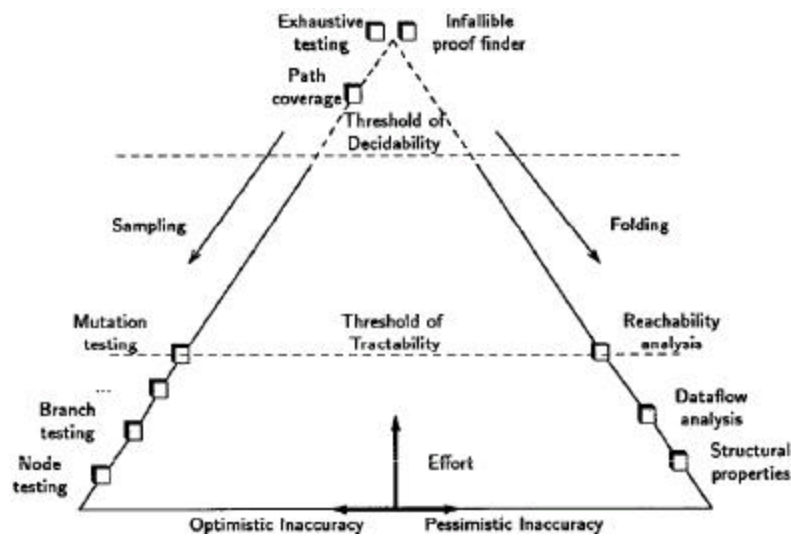 Exhaustive
testing
Infallible
proof finder
Path
coverage
Threshold of
Decidability
Sampling
Folding
Mutation
testing
Threshold of
Tractability
Reachability
analysis
...
Branch
testing
Dataflow
analysis
Node
testing
Effort
Structural
properties
Optimistic Inaccuracy
Pessimistic Inaccuracy